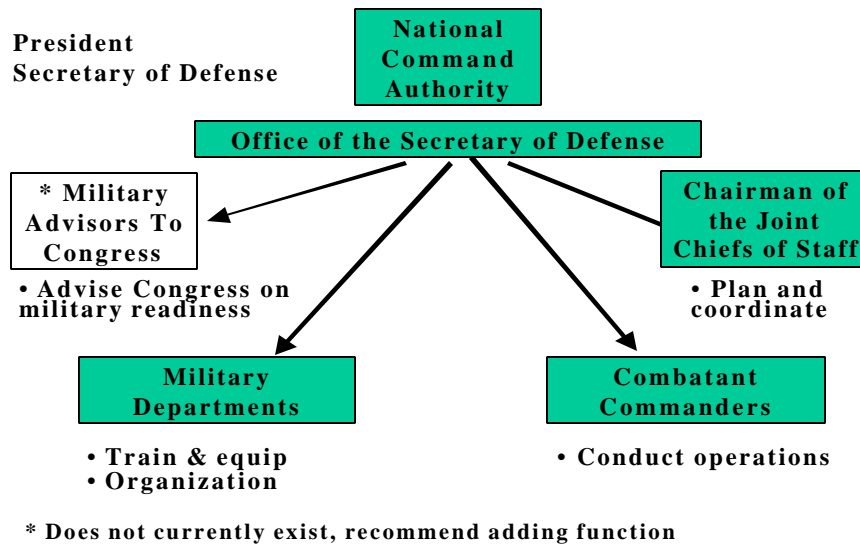 President
Secretary of Defense
National
Command
Authority
Office of the Secretary of Defense
* Military
Advisors To
Congress
• Advise Congress on
military readiness
Chairman of
the Joint
Chiefs of Staff
• Plan and
coordinate
Military
Departments
• Train & equip
• Organization
Combatant
Commanders
• Conduct operations
* Does not currently exist, recommend adding function